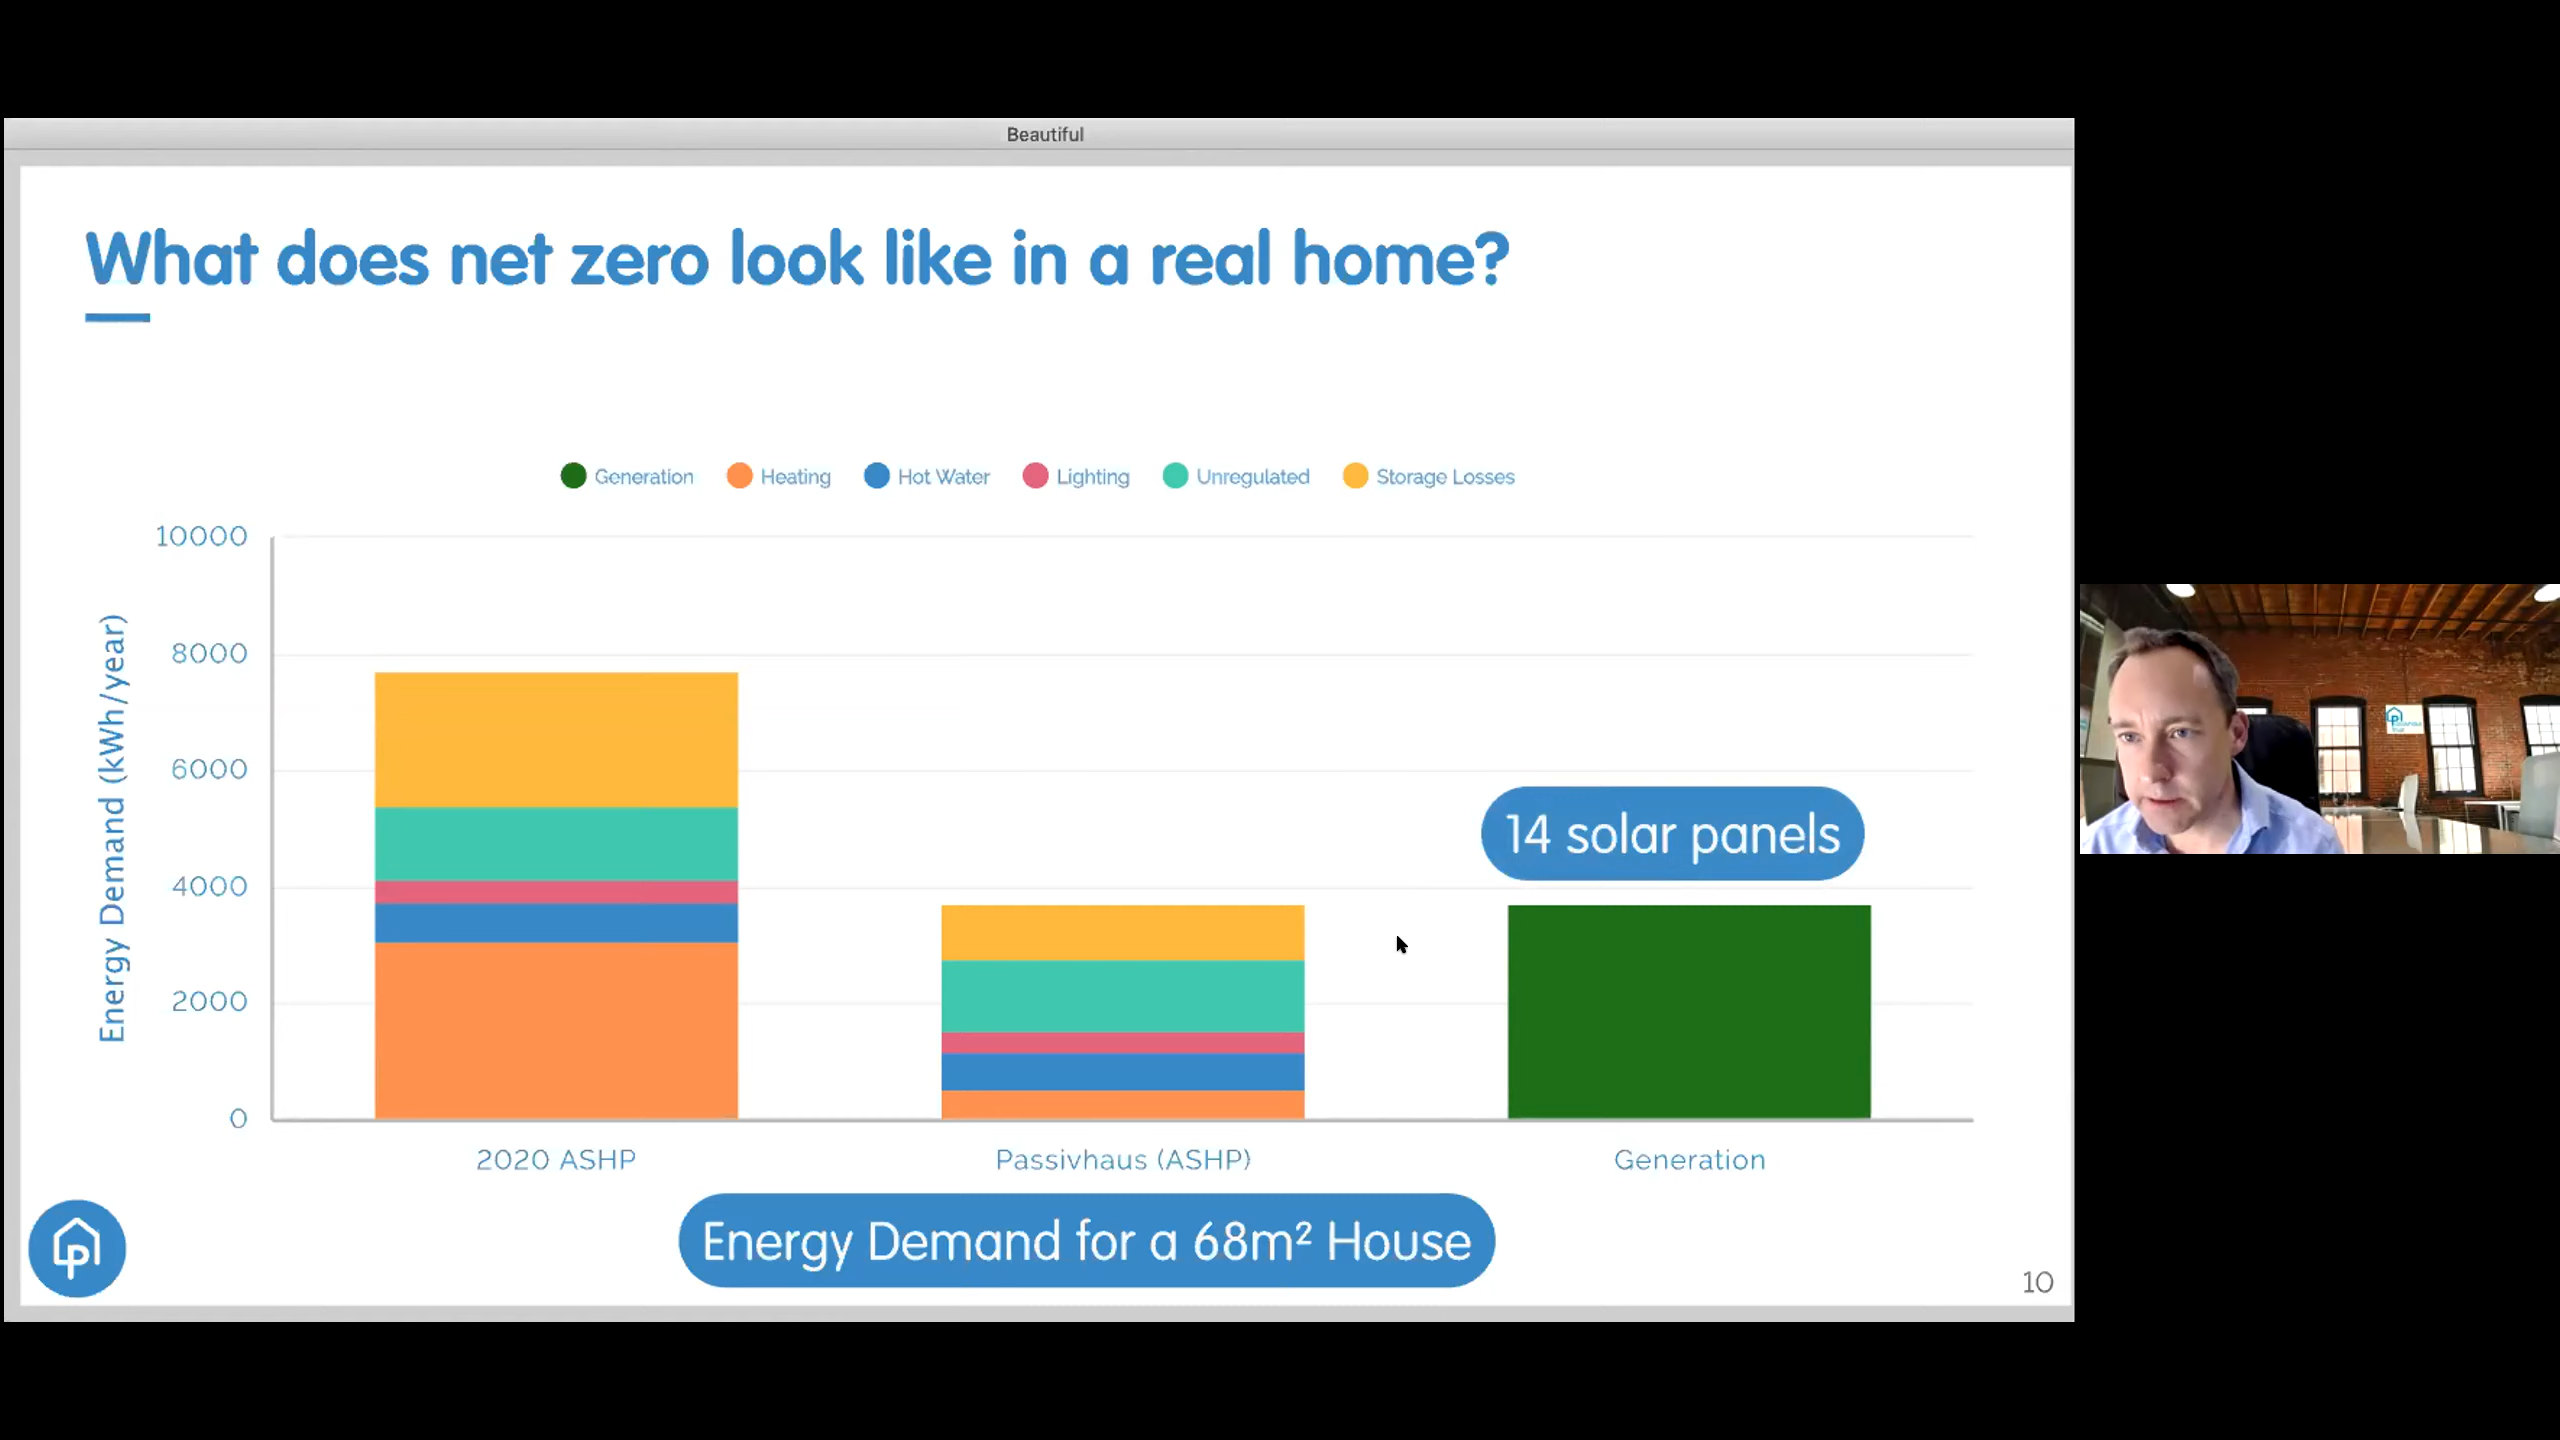 Beautiful
What does net zero look like in a real home?
Generation Heating Hot Water Lighting Unregulated Storage Losses
Energy Demand (kWh/year)
10000
8000
6000
4000
2000
0
14 solar panels
2020 ASHP Passivhaus (ASHP) Generation
Energy Demand for a 68m² House
10